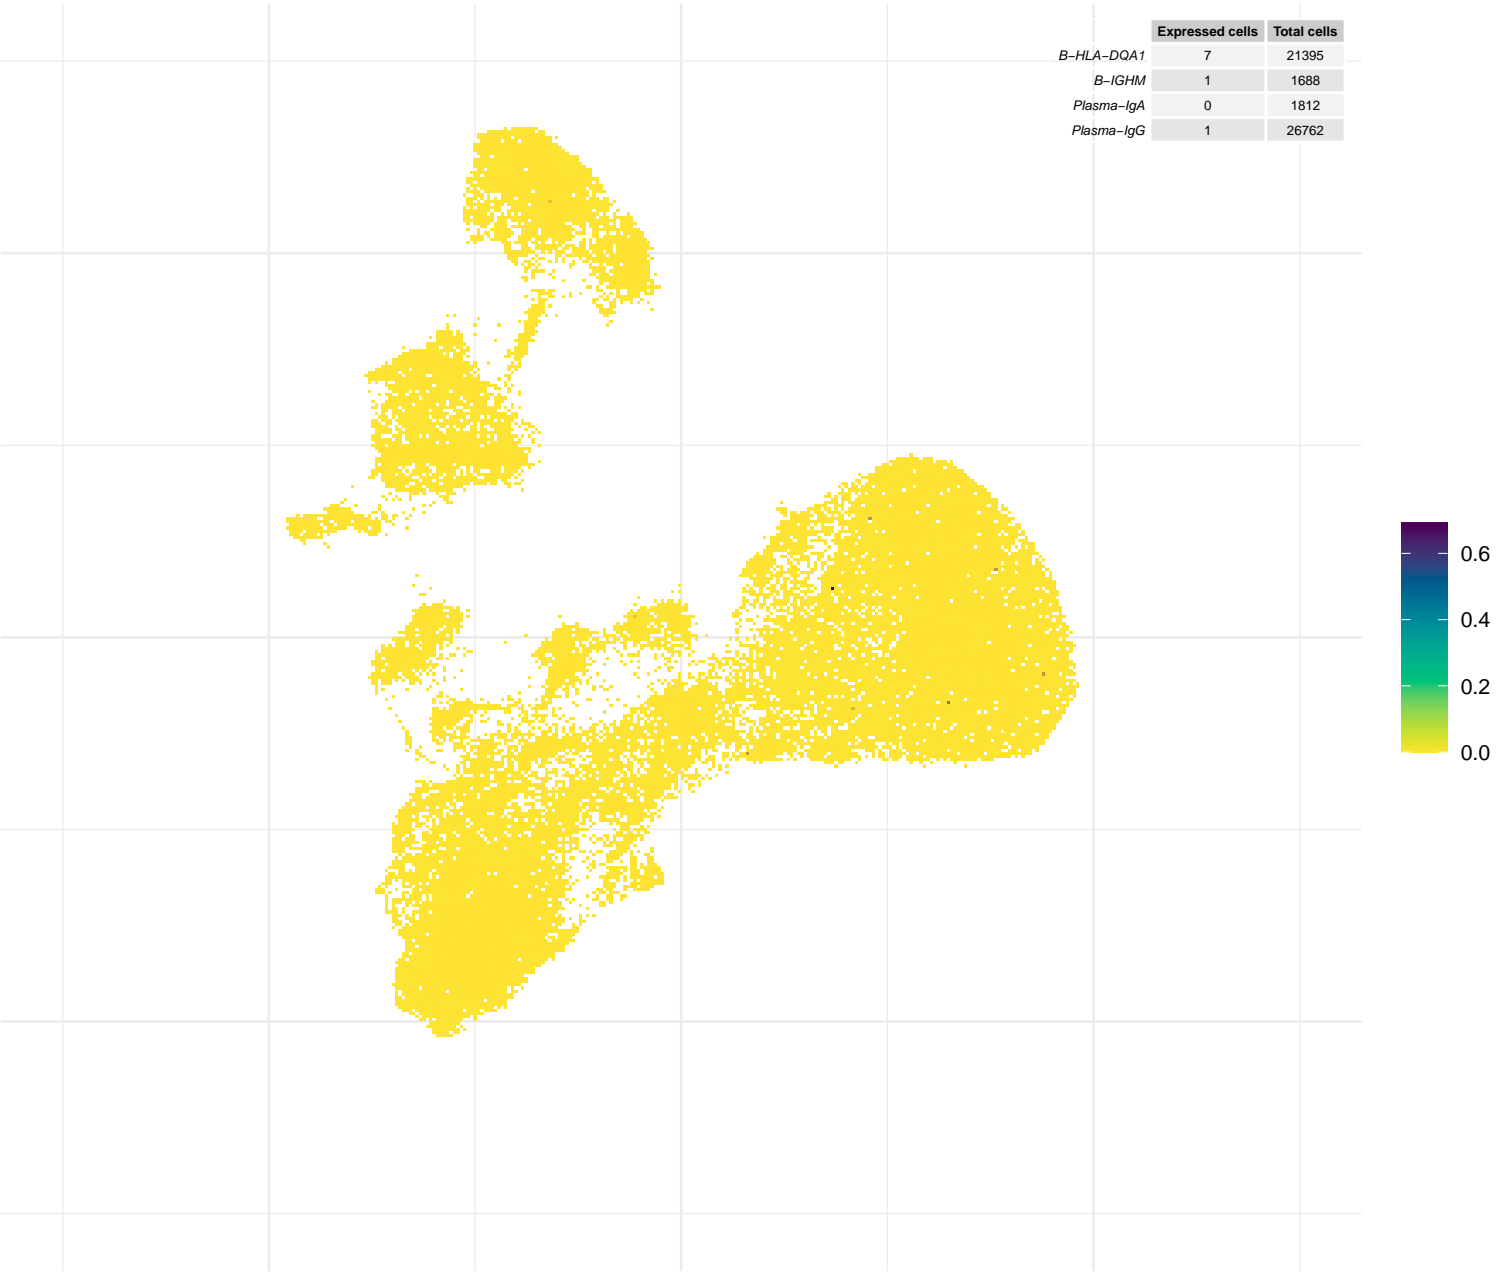 Expressed cells Total cells
B−HLA−DQA1 7 21395
B−IGHM 1 1688
Plasma−IgA 0 1812
Plasma−IgG 1 26762
0.6
0.4
0.2
0.0